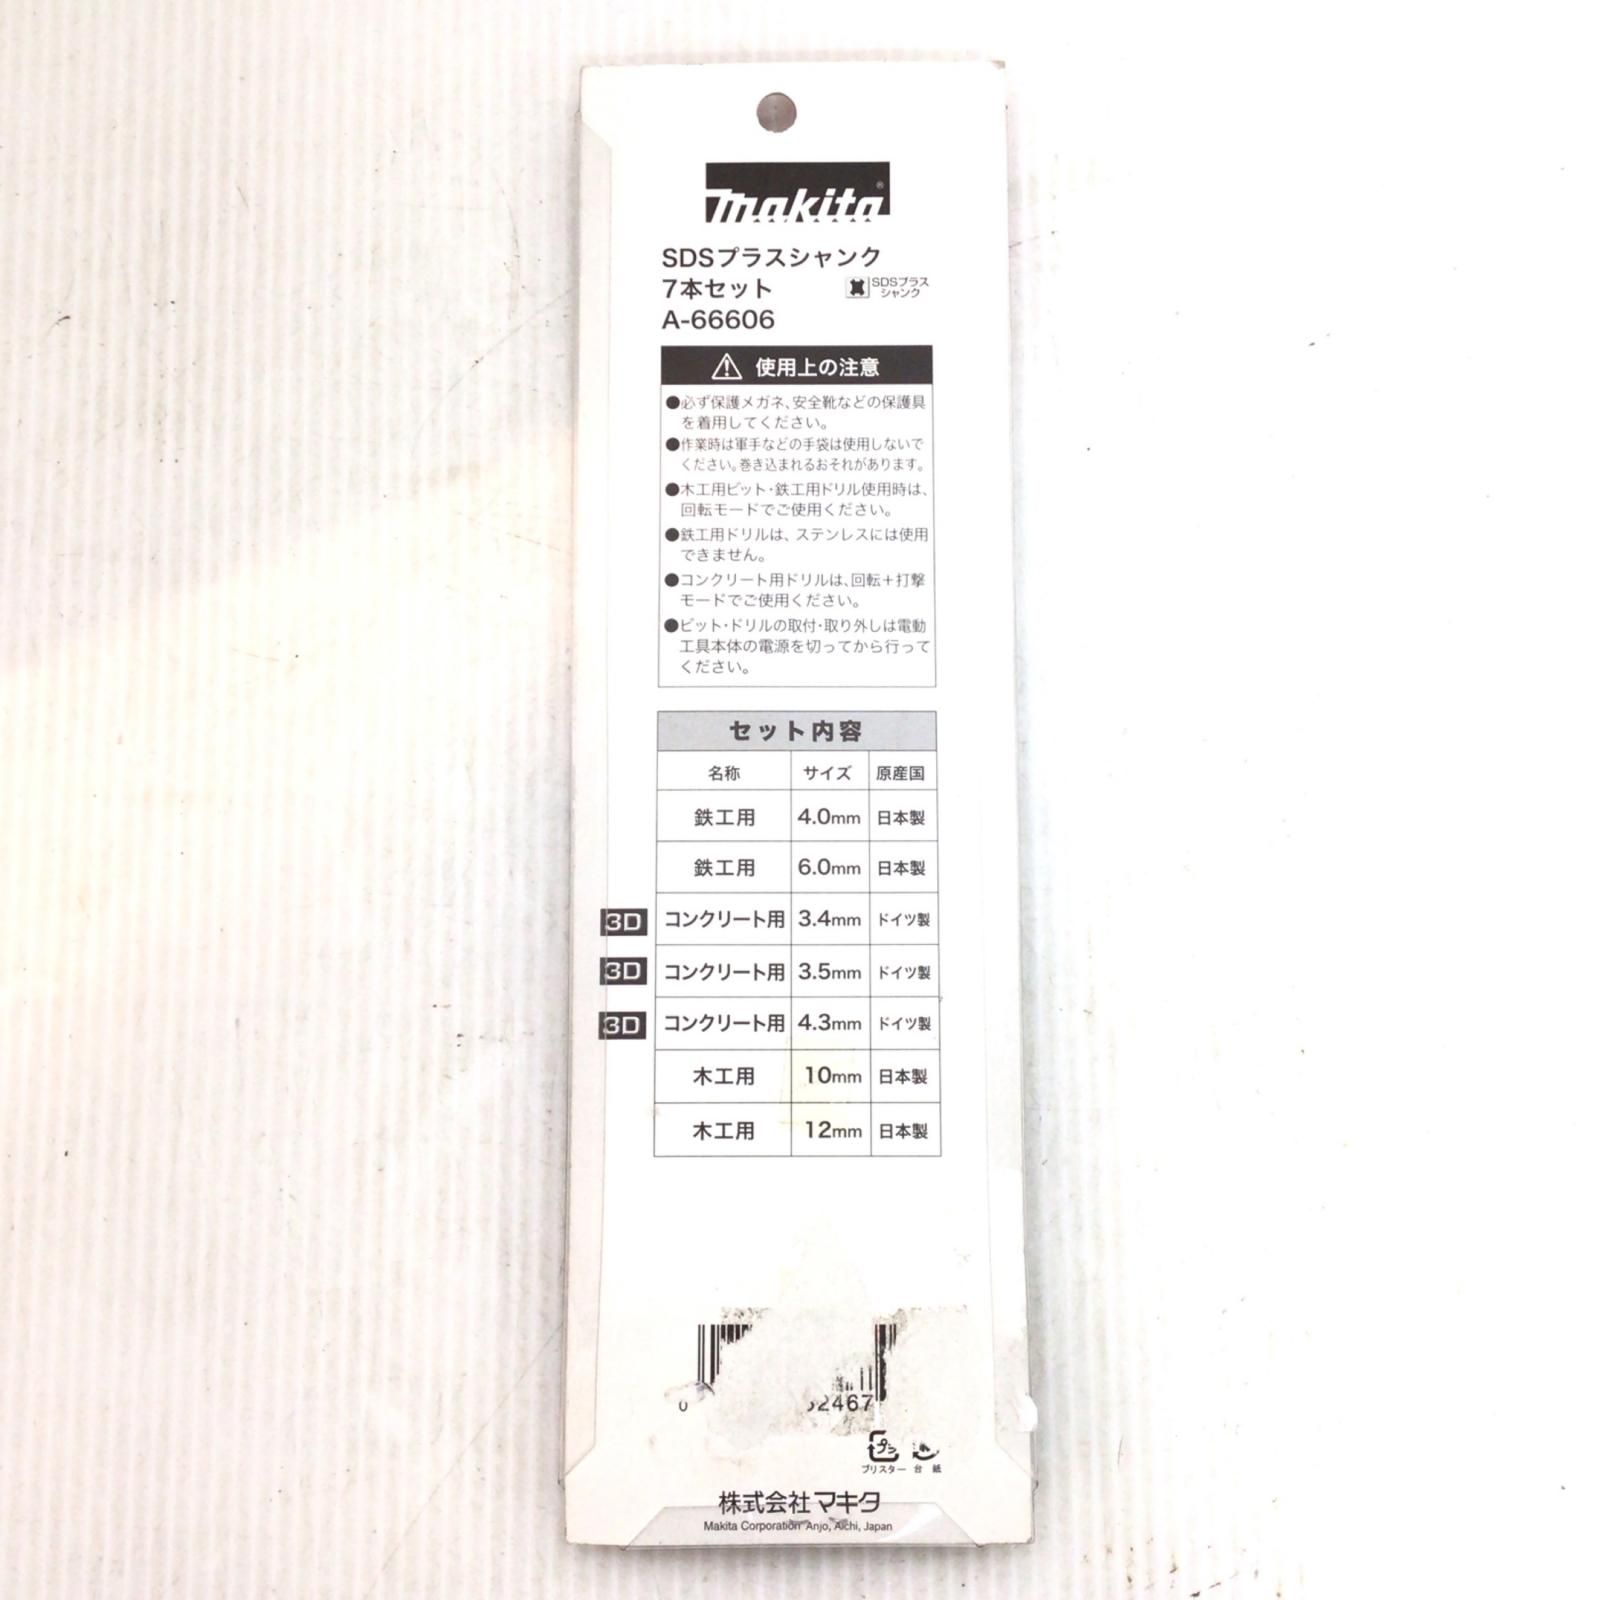 makita®
SDSプラスシャンク
7本セット
SDSプラス
シャンク
A-66606
使用上の注意
●必ず保護メガネ、安全靴などの保護具
を着用してください。
●作業時は軍手などの手袋は使用しないで
ください。巻き込まれるおそれがあります。
●木工用ビット・鉄工用ドリル使用時は、
回転モードでご使用ください。
●鉄工用ドリルは、ステンレスには使用
できません。
●コンクリート用ドリルは、回転+打撃
モードでご使用ください。
●ビット・ドリルの取付・取り外しは電動
工具本体の電源を切ってから行って
ください。
セット内容
名称 サイズ 原産国
鉄工用 4.0mm 日本製
鉄工用 6.0mm 日本製
3D コンクリート用 3.4mm ドイツ製
3D コンクリート用 3.5mm ドイツ製
3D コンクリート用 4.3mm ドイツ製
木工用 10mm 日本製
木工用 12mm 日本製
0 2467
プラ
ブリスター 台紙
株式会社マキタ
Makita Corporation Anjo, Aichi, Japan